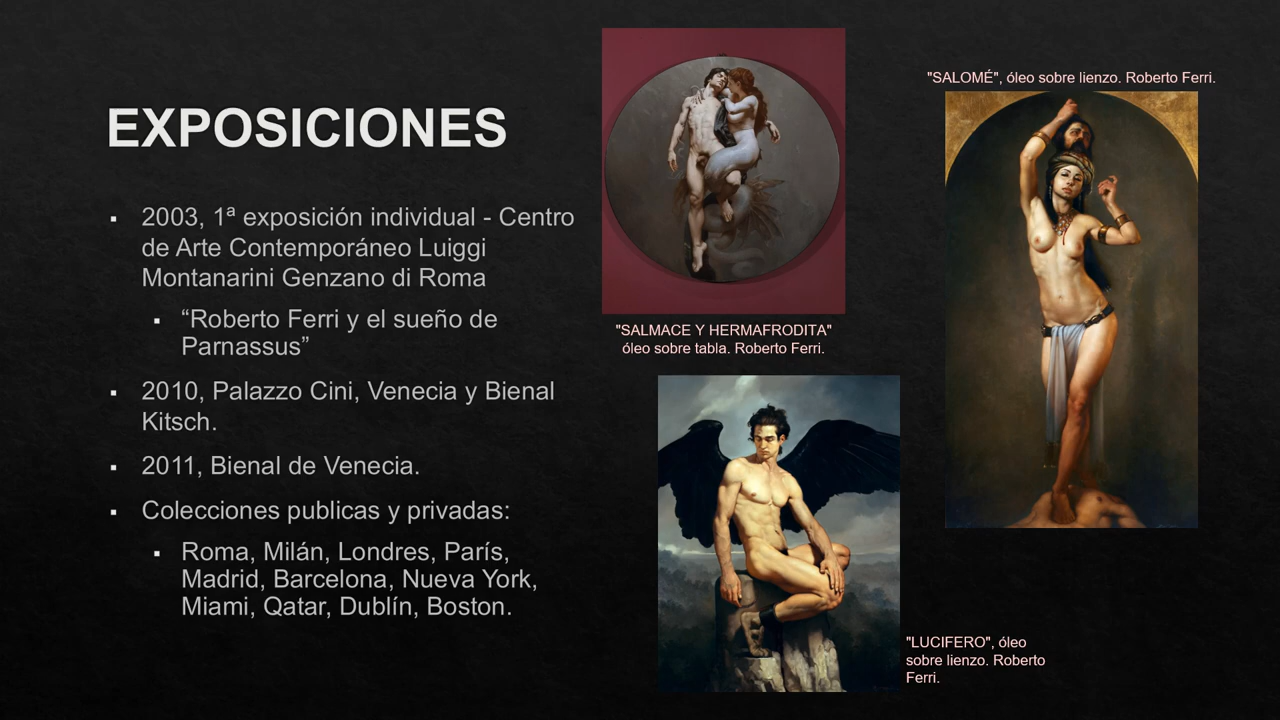 EXPOSICIONES
▪ 2003, 1ª exposición individual - Centro
de Arte Contemporáneo Luiggi
Montanarini Genzano di Roma
▪ “Roberto Ferri y el sueño de
Parnassus”
▪ 2010, Palazzo Cini, Venecia y Bienal
Kitsch.
▪ 2011, Bienal de Venecia.
▪ Colecciones publicas y privadas:
▪ Roma, Milán, Londres, París,
Madrid, Barcelona, Nueva York,
Miami, Qatar, Dublín, Boston.
"SALMACE Y HERMAFRODITA"
óleo sobre tabla. Roberto Ferri.
"SALOMÉ", óleo sobre lienzo. Roberto Ferri.
"LUCIFERO", óleo
sobre lienzo. Roberto
Ferri.